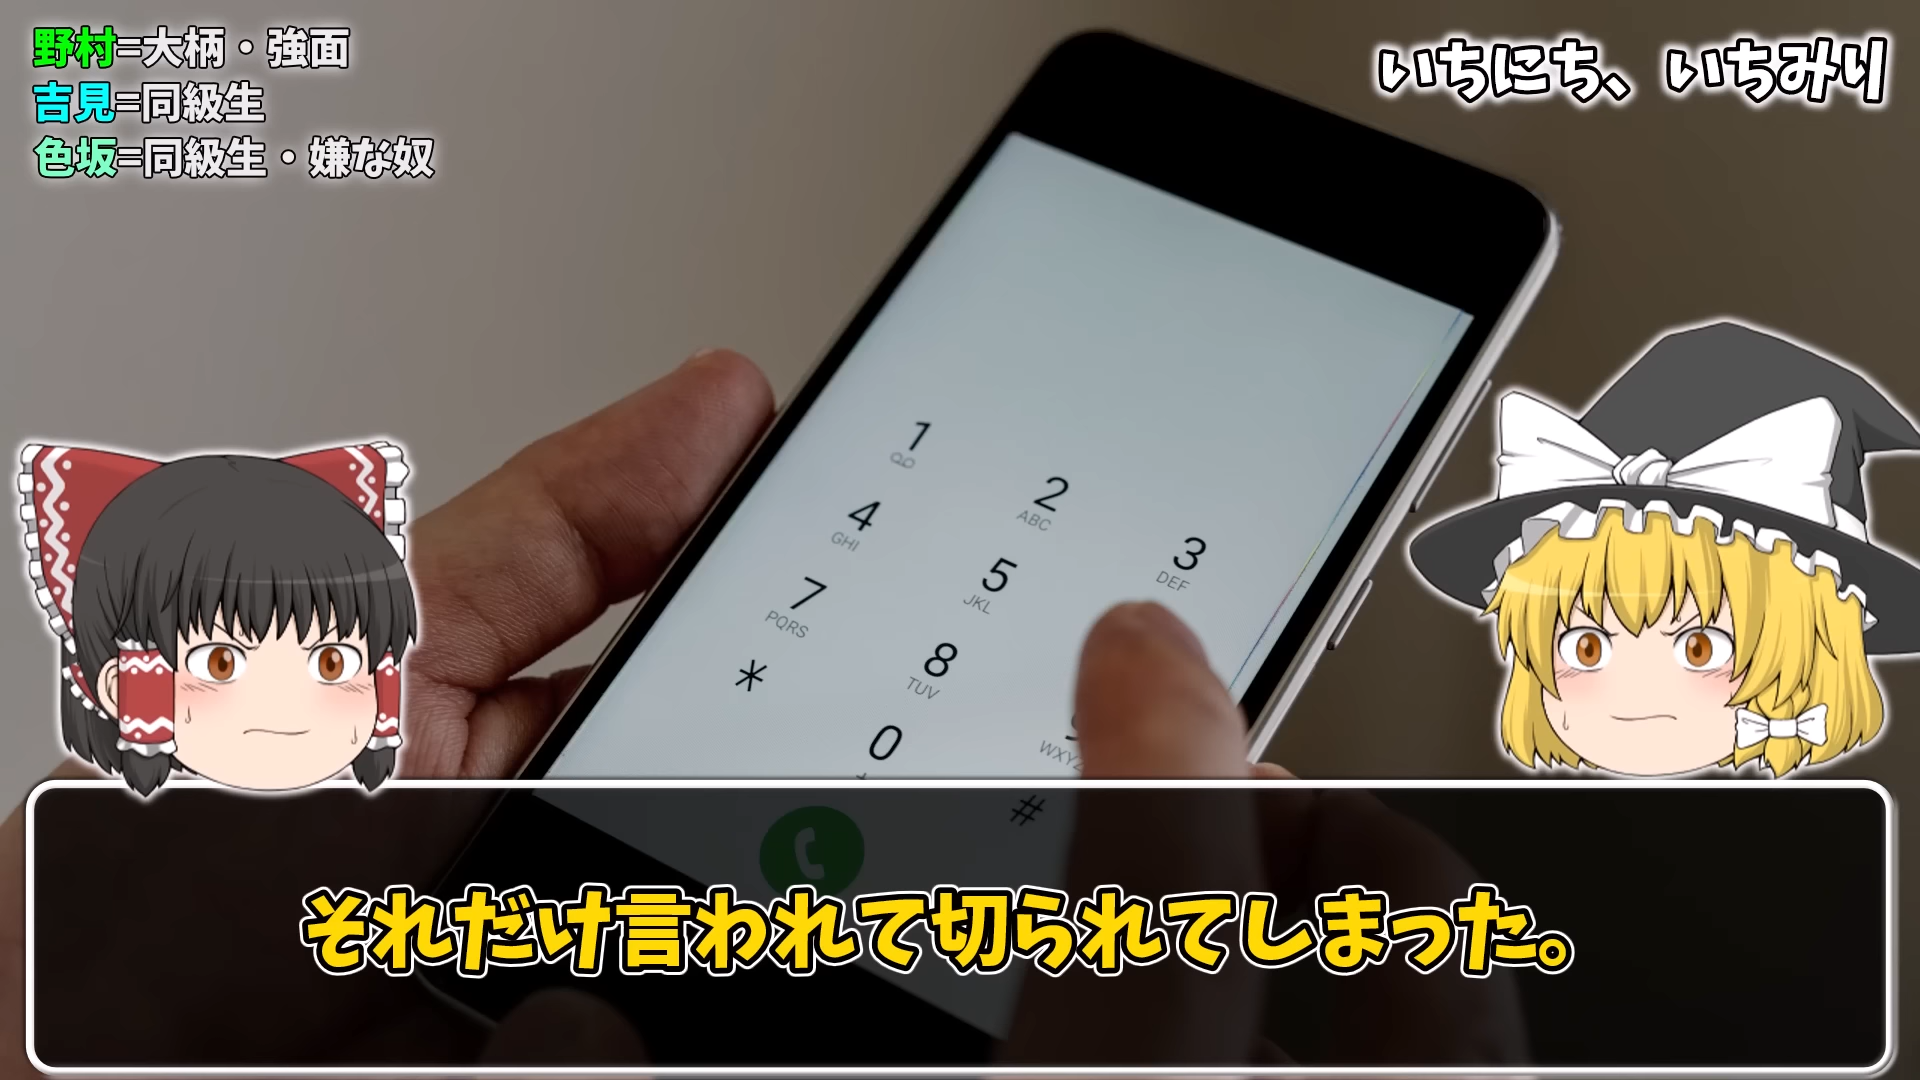 野村=大柄・強面
吉見=同級生
色坂=同級生・嫌な奴
いちにち、いちみり
1
2
ABC
3
DEF
4
GHI
5
JKL
7
PQRS
8
TUV
9
WXYZ
*
0
+
#
それだけ言われて切られてしまった。